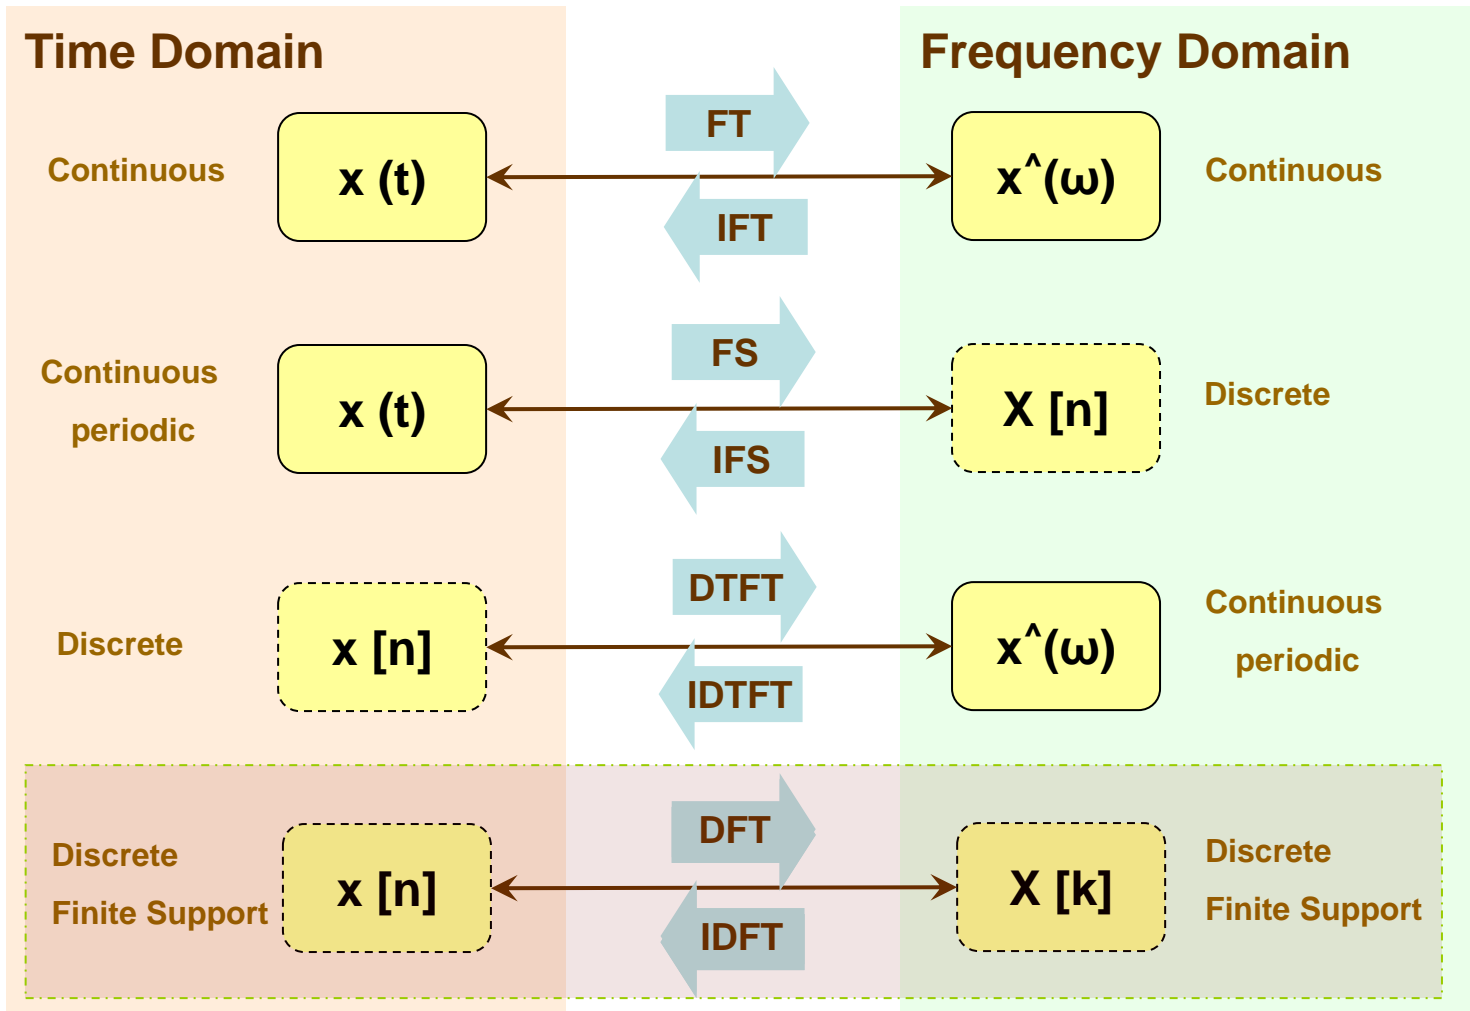 Time Domain
Frequency Domain
FT
Continuous
x (t)
x^(ω)
Continuous
IFT
FS
Continuous
periodic
x (t)
X [n]
Discrete
IFS
DTFT
Discrete
x [n]
x^(ω)
Continuous
periodic
IDTFT
DFT
Discrete
Finite Support
x [n]
X [k]
Discrete
Finite Support
IDFT